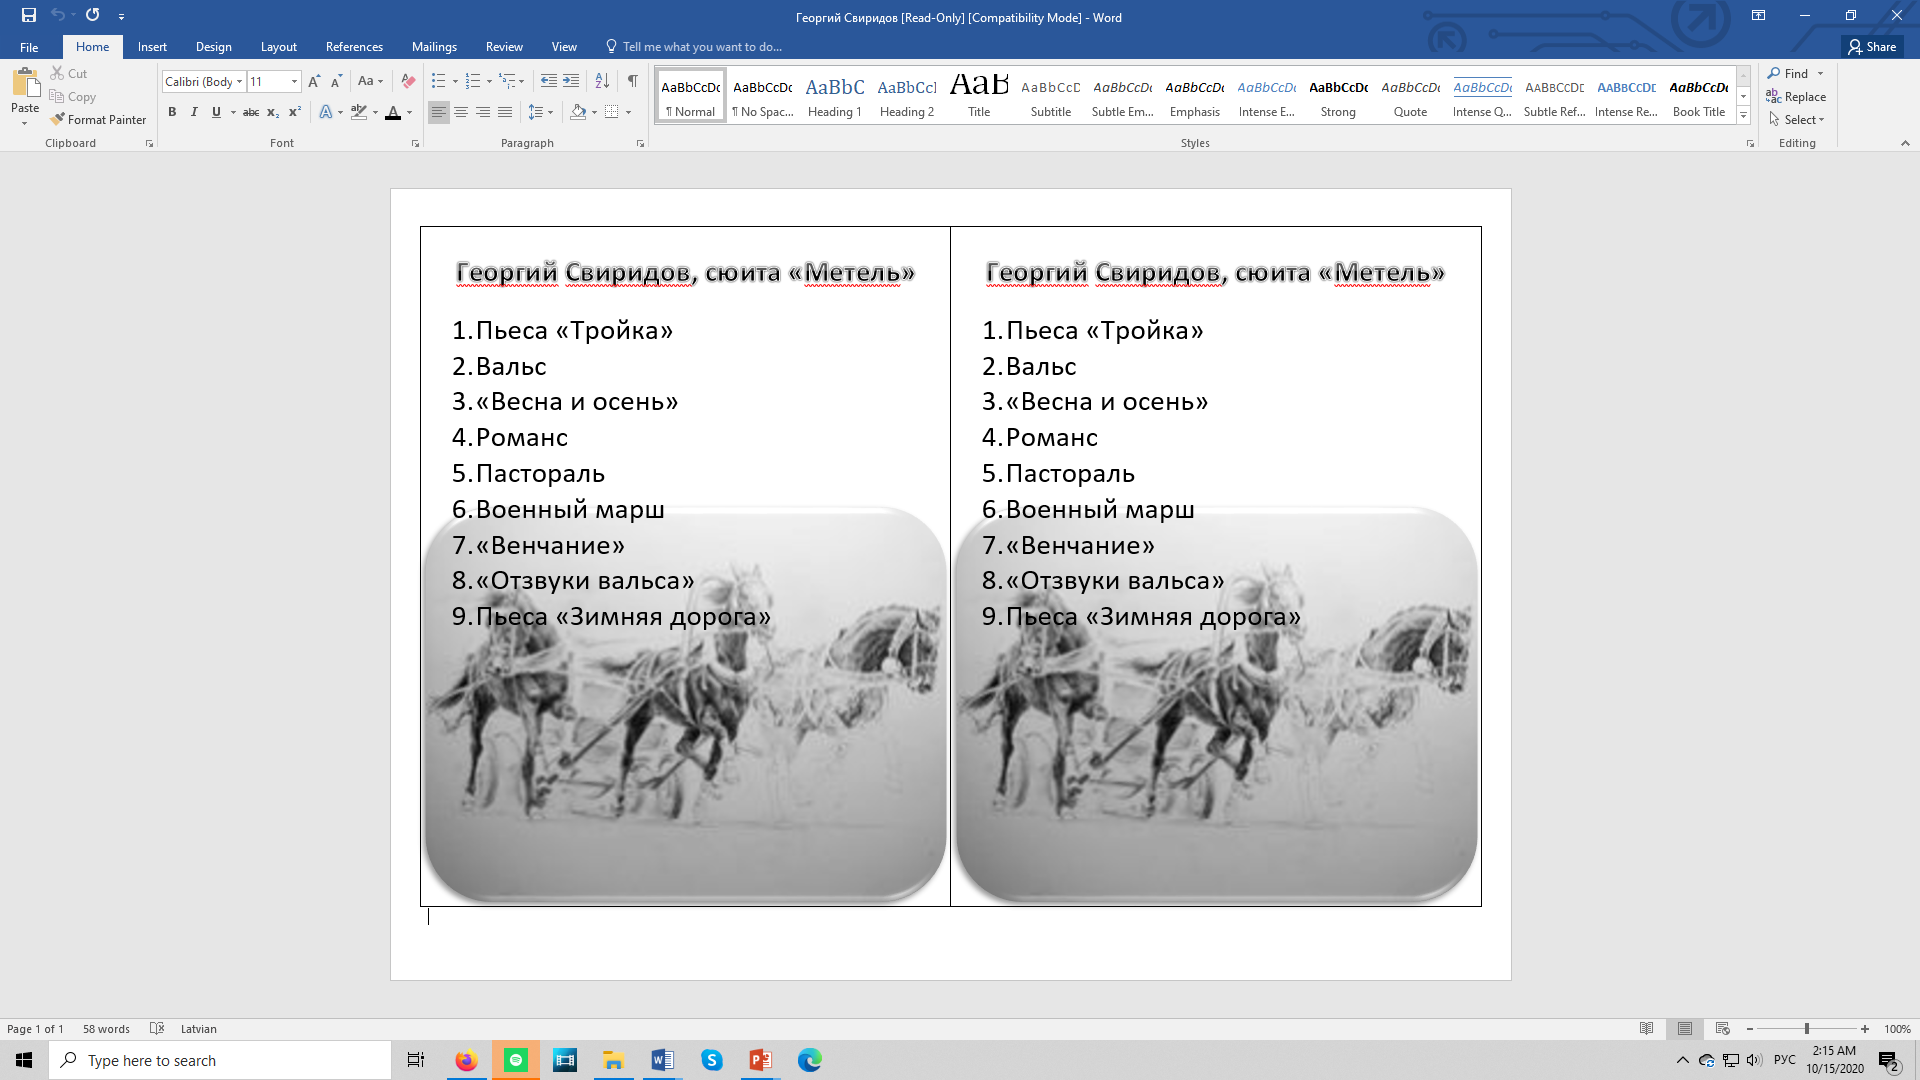 Георгий Свиридов [Read-Only] [Compatibility Mode] - Word
File Home Insert Design Layout References Mailings Review View Tell me what you want to do... Share
Paste
Cut
Copy
Format Painter
Clipboard
Calibri (Body 11
Font
Paragraph
AaBbCcDc AaBbCcDc AaBbC AaBbCcI AaB AaBbCcD AaBbCcDc AaBbCcDc AaBbCcDc AaBbCcDc AaBbCcDc AaBbCcDc AABBCCDE AABBCCDE AaBbCcDc
¶ Normal ¶ No Spac... Heading 1 Heading 2 Title Subtitle Subtle Em... Emphasis Intense E... Strong Quote Intense Q... Subtle Ref... Intense Re... Book Title
Styles
Find
Replace
Select
Editing
Георгий Свиридов, сюита «Метель»
1.Пьеса «Тройка»
2.Вальс
3.«Весна и осень»
4.Романс
5.Пастораль
6.Военный марш
7.«Венчание»
8.«Отзвуки вальса»
9.Пьеса «Зимняя дорога»
Георгий Свиридов, сюита «Метель»
1.Пьеса «Тройка»
2.Вальс
3.«Весна и осень»
4.Романс
5.Пастораль
6.Военный марш
7.«Венчание»
8.«Отзвуки вальса»
9.Пьеса «Зимняя дорога»
Page 1 of 1 58 words Latvian 100%
Type here to search
РУС
2:15 AM
10/15/2020
2